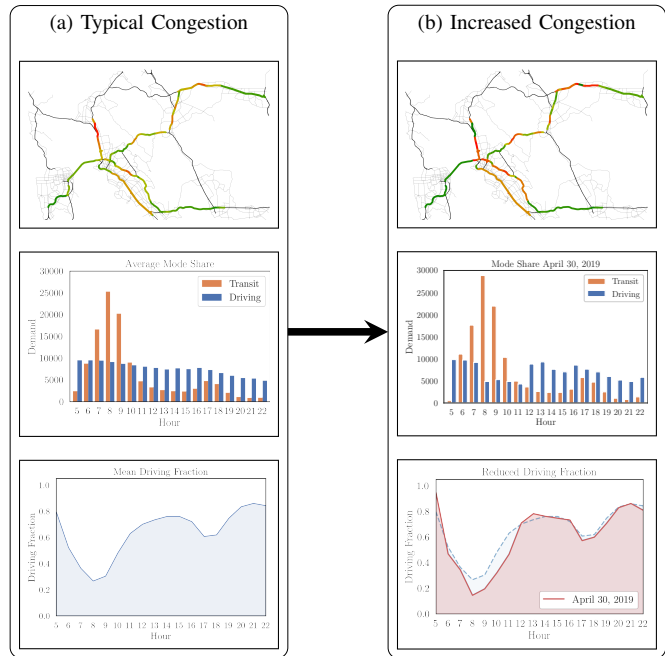 (a) Typical Congestion
Average Mode Share
30000
25000
20000
15000
10000
5000
0
Demand
Transit
Driving
5 6 7 8 9 10 11 12 13 14 15 16 17 18 19 20 21 22
Hour
Mean Driving Fraction
1.0
0.8
0.6
0.4
0.2
0.0
Driving Fraction
5 6 7 8 9 10 11 12 13 14 15 16 17 18 19 20 21 22
Hour
(b) Increased Congestion
Mode Share April 30, 2019
30000
25000
20000
15000
10000
5000
0
Demand
Transit
Driving
5 6 7 8 9 10 11 12 13 14 15 16 17 18 19 20 21 22
Hour
Reduced Driving Fraction
1.0
0.8
0.6
0.4
0.2
0.0
Driving Fraction
April 30, 2019
5 6 7 8 9 10 11 12 13 14 15 16 17 18 19 20 21 22
Hour